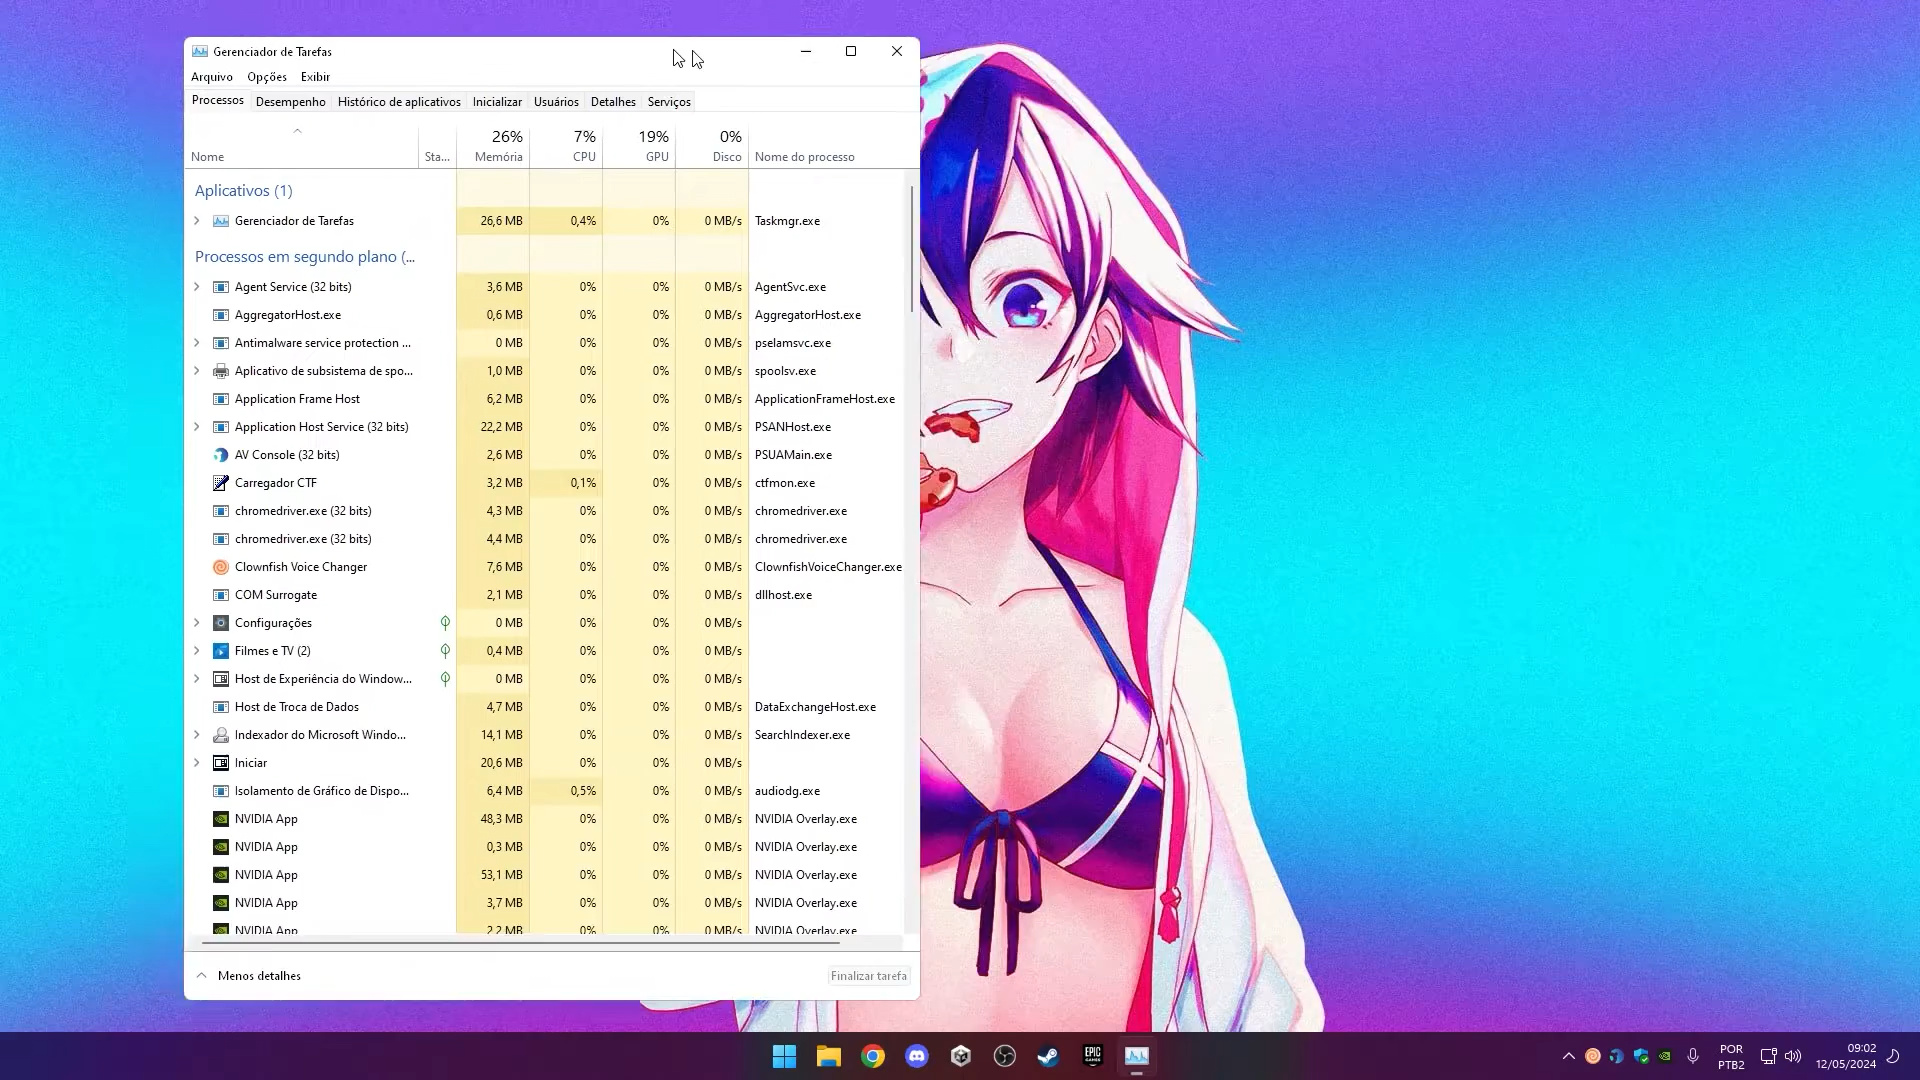 Gerenciador de Tarefas
Arquivo Opções Exibir
Processos Desempenho Histórico de aplicativos Inicializar Usuários Detalhes Serviços
26% 7% 19% 0%
Nome Sta... Memória CPU GPU Disco Nome do processo
Aplicativos (1)
Gerenciador de Tarefas 26,6 MB 0,4% 0% 0 MB/s Taskmgr.exe
Processos em segundo plano (...
Agent Service (32 bits) 3,6 MB 0% 0% 0 MB/s AgentSvc.exe
AggregatorHost.exe 0,6 MB 0% 0% 0 MB/s AggregatorHost.exe
Antimalware service protection ... 0 MB 0% 0% 0 MB/s pselamsvc.exe
Aplicativo de subsistema de spo... 1,0 MB 0% 0% 0 MB/s spoolsv.exe
Application Frame Host 6,2 MB 0% 0% 0 MB/s ApplicationFrameHost.exe
Application Host Service (32 bits) 22,2 MB 0% 0% 0 MB/s PSANHost.exe
AV Console (32 bits) 2,6 MB 0% 0% 0 MB/s PSUAMain.exe
Carregador CTF 3,2 MB 0,1% 0% 0 MB/s ctfmon.exe
chromedriver.exe (32 bits) 4,3 MB 0% 0% 0 MB/s chromedriver.exe
chromedriver.exe (32 bits) 4,4 MB 0% 0% 0 MB/s chromedriver.exe
Clownfish Voice Changer 7,6 MB 0% 0% 0 MB/s ClownfishVoiceChanger.exe
COM Surrogate 2,1 MB 0% 0% 0 MB/s dllhost.exe
Configurações 0 MB 0% 0% 0 MB/s
Filmes e TV (2) 0,4 MB 0% 0% 0 MB/s
Host de Experiência do Window... 0 MB 0% 0% 0 MB/s
Host de Troca de Dados 4,7 MB 0% 0% 0 MB/s DataExchangeHost.exe
Indexador do Microsoft Windo... 14,1 MB 0% 0% 0 MB/s SearchIndexer.exe
Iniciar 20,6 MB 0% 0% 0 MB/s
Isolamento de Gráfico de Dispo... 6,4 MB 0,5% 0% 0 MB/s audiodg.exe
NVIDIA App 48,3 MB 0% 0% 0 MB/s NVIDIA Overlay.exe
NVIDIA App 0,3 MB 0% 0% 0 MB/s NVIDIA Overlay.exe
NVIDIA App 53,1 MB 0% 0% 0 MB/s NVIDIA Overlay.exe
NVIDIA App 3,7 MB 0% 0% 0 MB/s NVIDIA Overlay.exe
NVIDIA App 2,2 MB 0% 0% 0 MB/s NVIDIA Overlay.exe
Menos detalhes Finalizar tarefa
EPIC
GAMES
POR
PTB2
09:02
12/05/2024